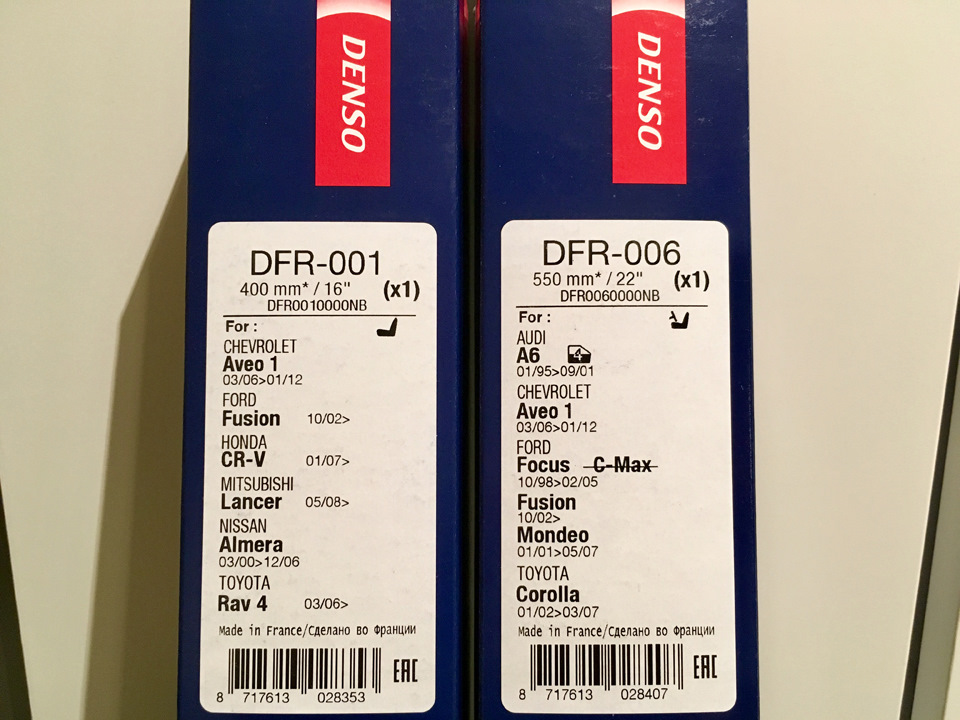 DENSO
DFR-001
400 mm* / 16" (x1)
DFR0010000NB
For :
CHEVROLET
Aveo 1
03/06>01/12
FORD
Fusion 10/02>
HONDA
CR-V 01/07>
MITSUBISHI
Lancer 05/08>
NISSAN
Almera
03/00>12/06
TOYOTA
Rav 4 03/06>
Made in France/Сделано во Франции
EAC
8 717613 028353
DENSO
DFR-006
550 mm* / 22" (x1)
DFR0060000NB
For :
AUDI
A6 4
01/95>09/01
CHEVROLET
Aveo 1
03/06>01/12
FORD
Focus C-Max
10/98>02/05
Fusion
10/02>
Mondeo
01/01>05/07
TOYOTA
Corolla
01/02>03/07
Made in France/Сделано во Франции
EAC
8 717613 028407